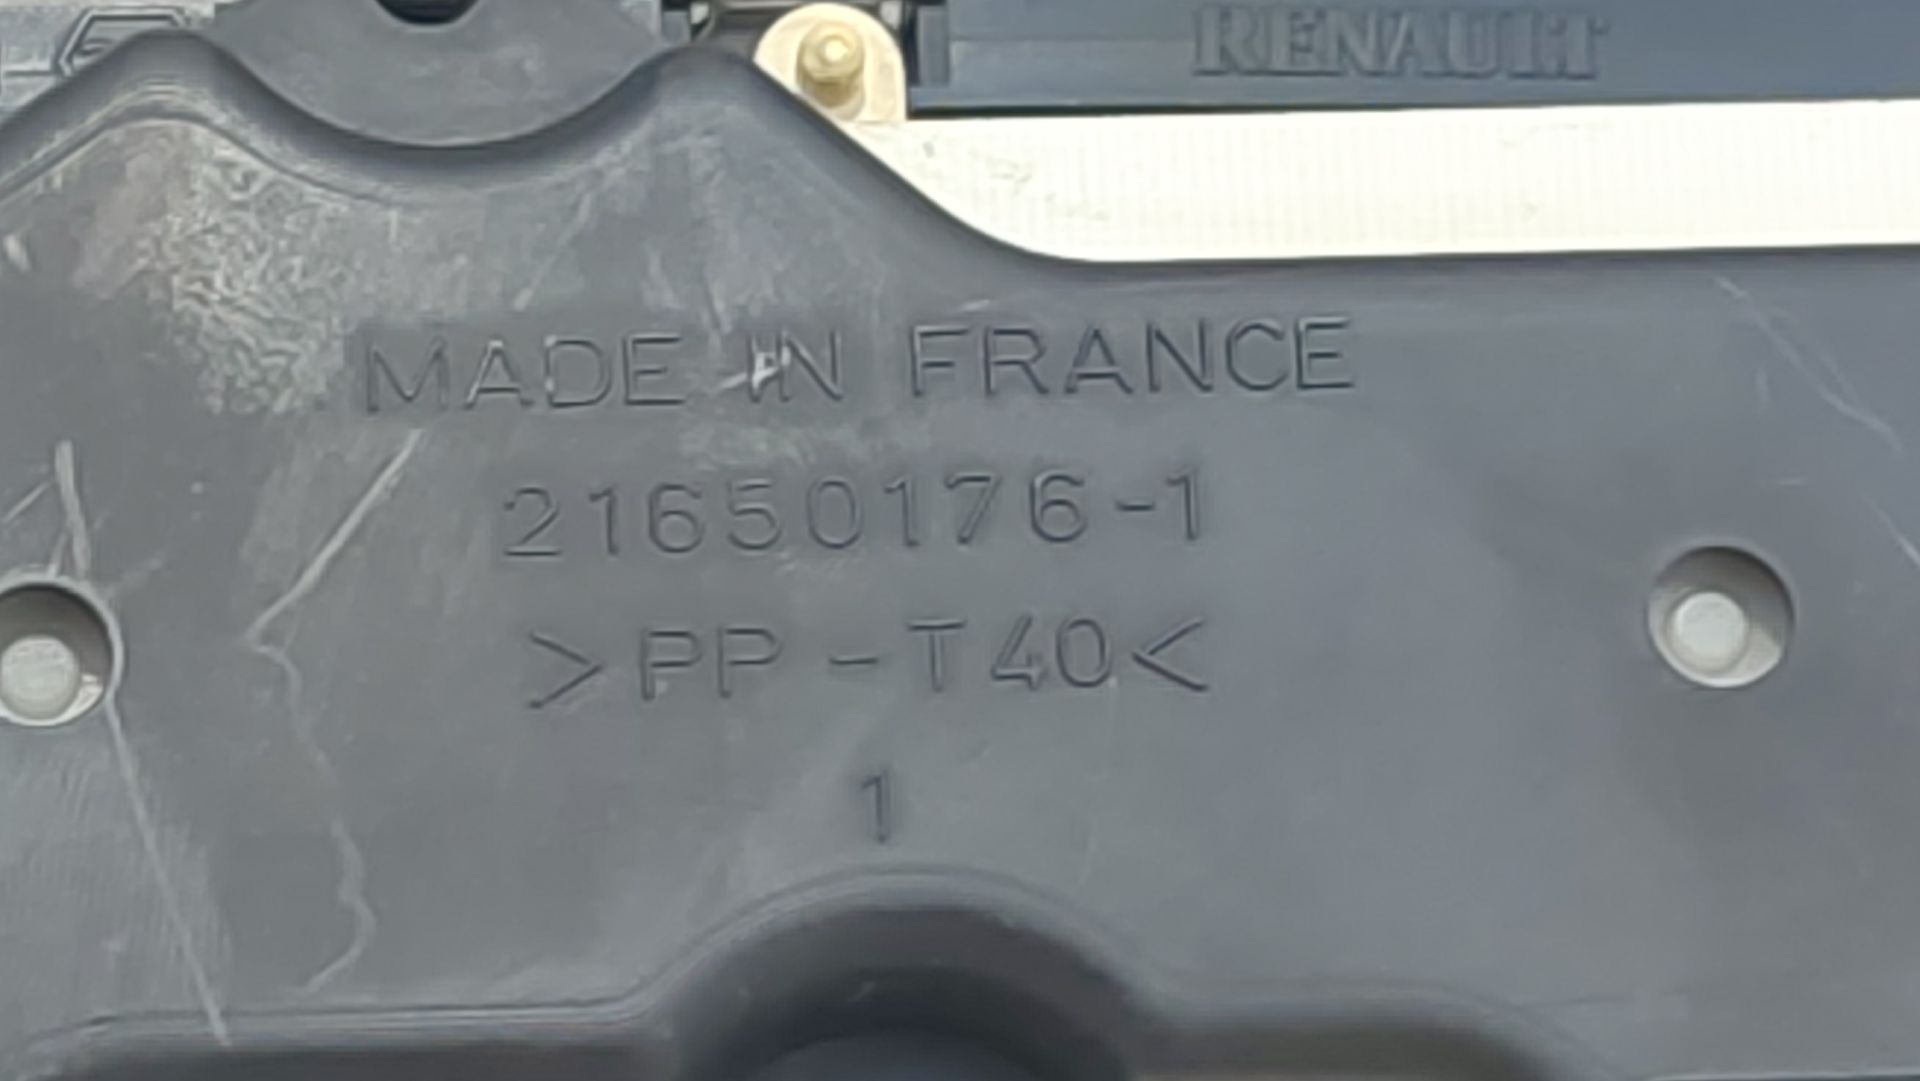 RENAULT
MADE IN FRANCE
21650176-1
>PP-T40<
1